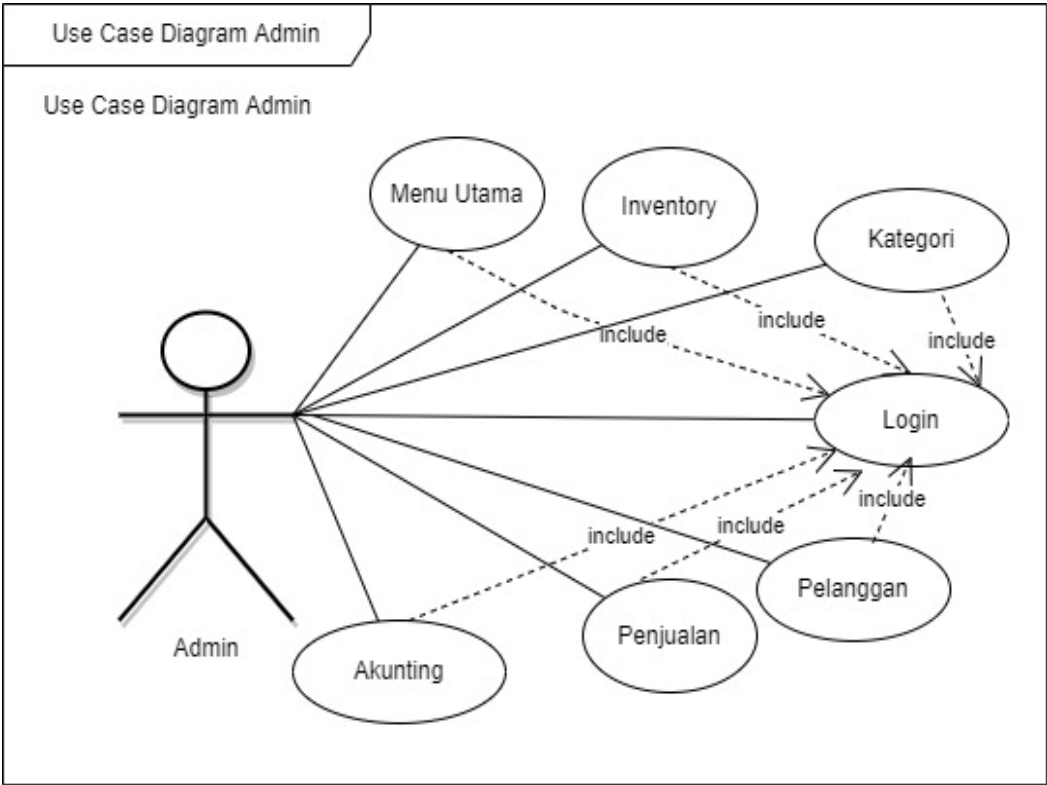 Use Case Diagram Admin
Use Case Diagram Admin
Menu Utama
Inventory
Kategori
include
include
include
Login
include
include
include
Pelanggan
Penjualan
Admin
Akunting